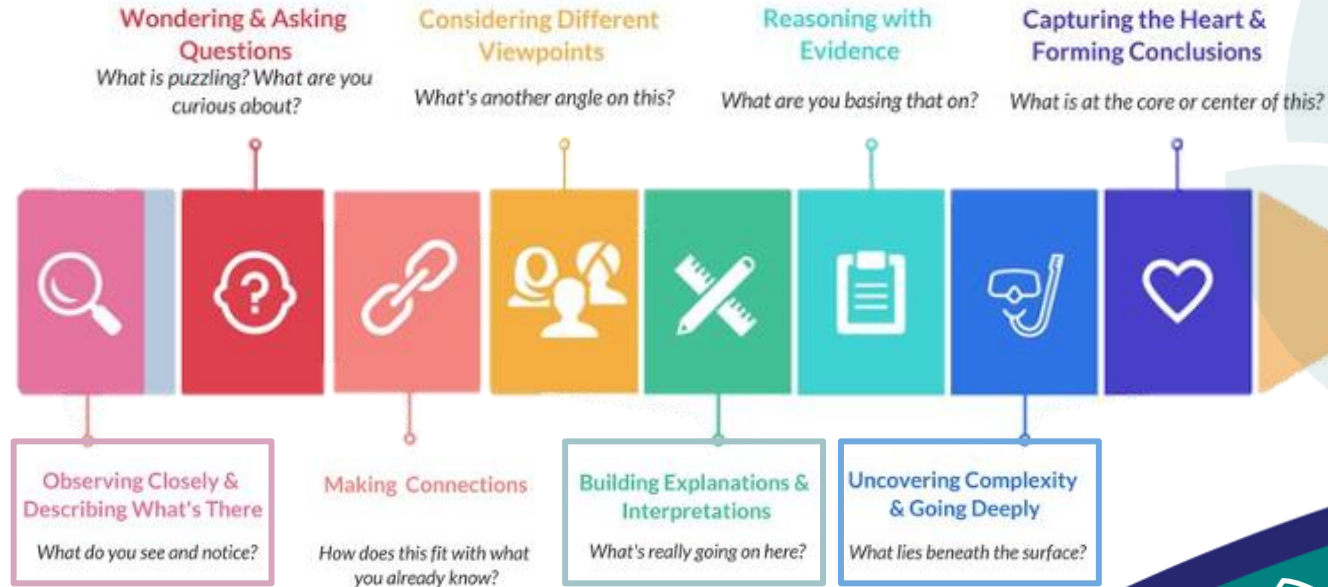 Wondering & Asking
Questions
What is puzzling? What are you
curious about?
Considering Different
Viewpoints
What's another angle on this?
Reasoning with
Evidence
What are you basing that on?
Capturing the Heart &
Forming Conclusions
What is at the core or center of this?
?
Observing Closely &
Describing What's There
What do you see and notice?
Making Connections
How does this fit with what
you already know?
Building Explanations &
Interpretations
What's really going on here?
Uncovering Complexity
& Going Deeply
What lies beneath the surface?